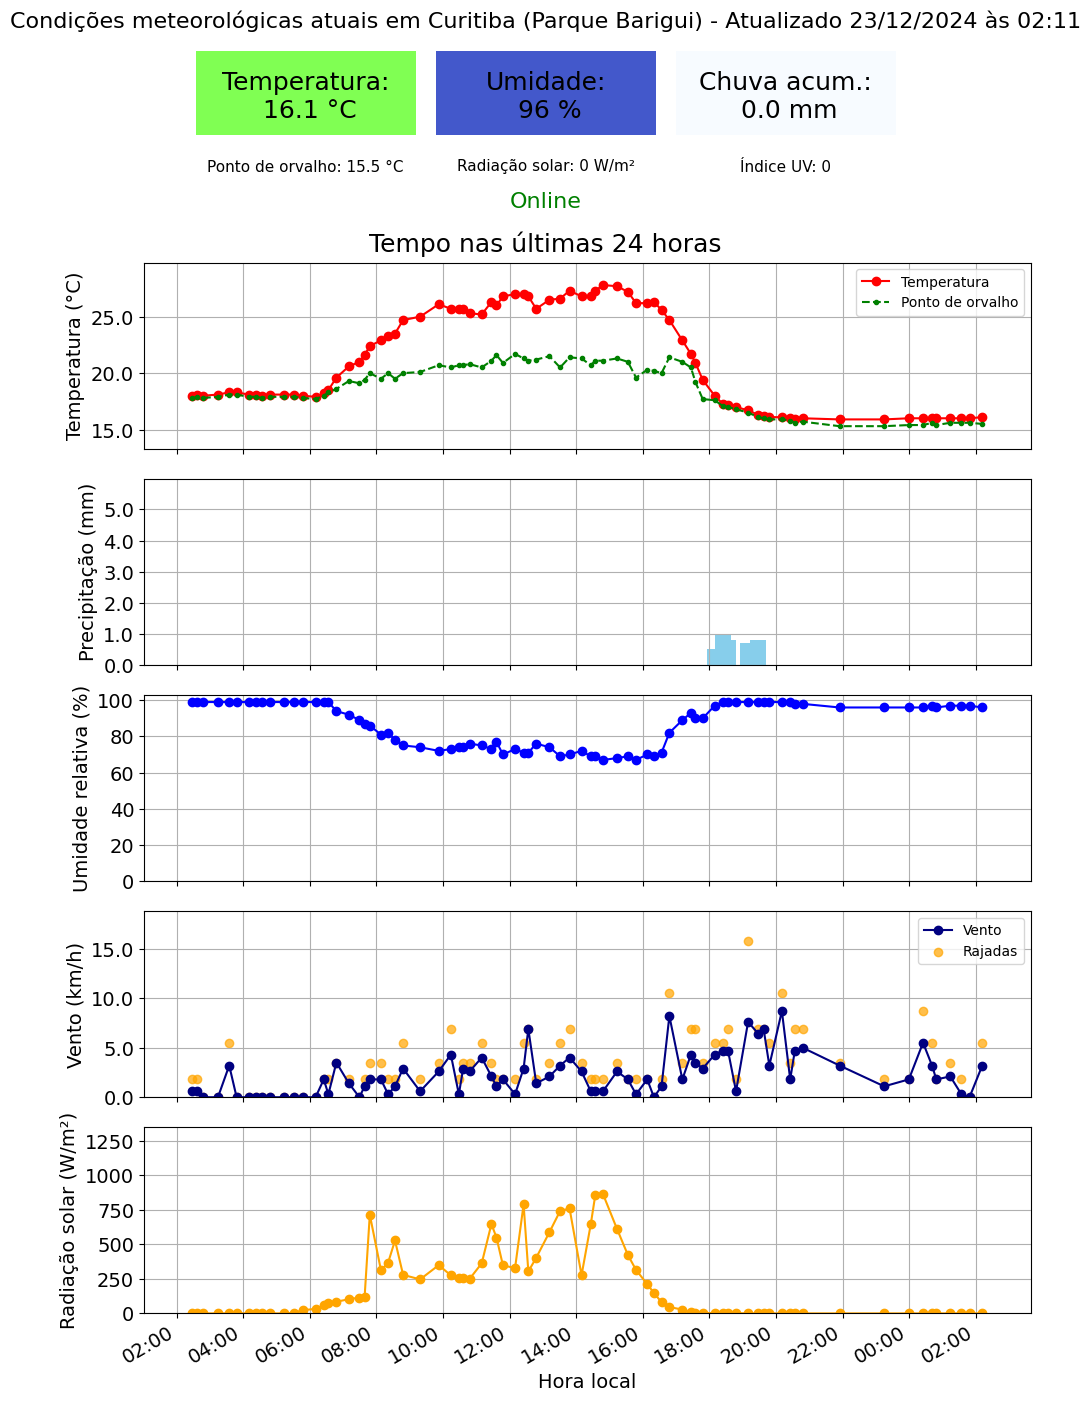 Condições meteorológicas atuais em Curitiba (Parque Barigui) - Atualizado 23/12/2024 às 02:11
Temperatura:
16.1 °C
Umidade:
96 %
Chuva acum.:
0.0 mm
Ponto de orvalho: 15.5 °C
Radiação solar: 0 W/m²
Índice UV: 0
Online
Tempo nas últimas 24 horas
Temperatura (°C)
25.0
20.0
15.0
Temperatura
Ponto de orvalho
Precipitação (mm)
5.0
4.0
3.0
2.0
1.0
0.0
Umidade relativa (%)
100
80
60
40
20
0
Vento (km/h)
15.0
10.0
5.0
0.0
Vento
Rajadas
Radiação solar (W/m²)
1250
1000
750
500
250
0
02:00
04:00
06:00
08:00
10:00
12:00
14:00
16:00
18:00
20:00
22:00
00:00
02:00
Hora local